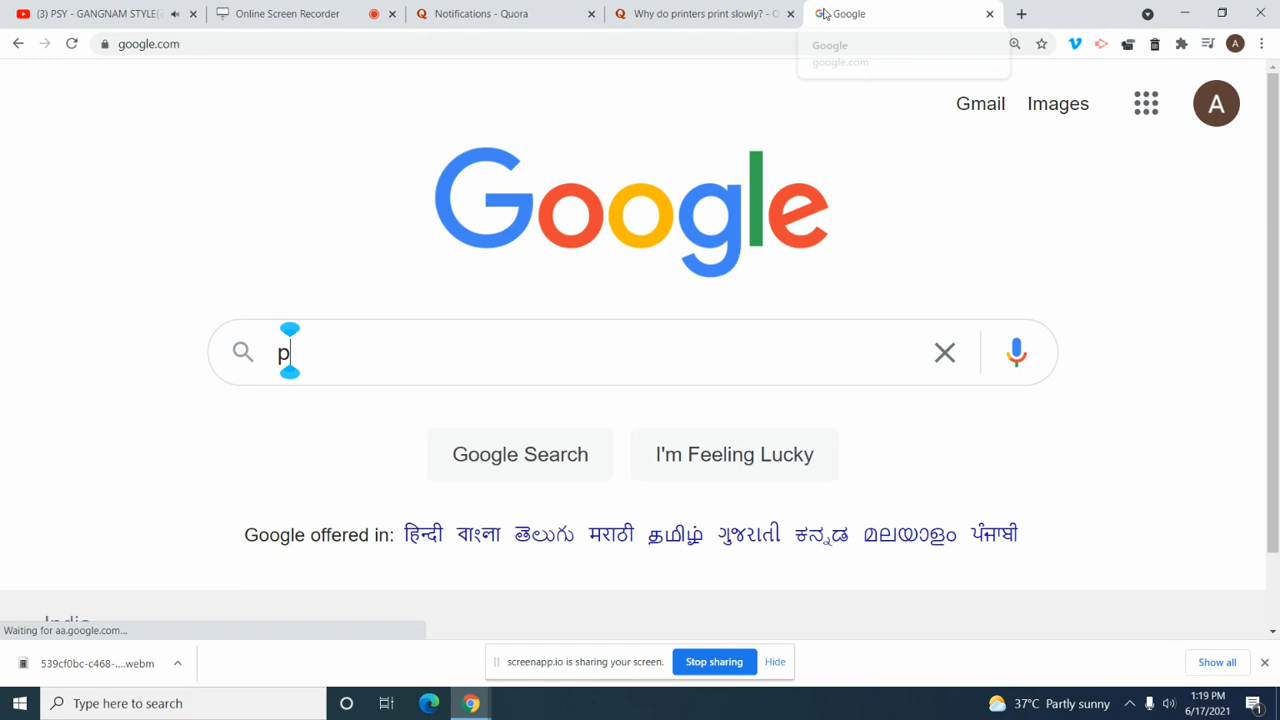 (3) PSY - GANGNAM STYLE(
Online Screen Recorder
Notifications - Quora
Why do printers print slowly? - Q
Google
google.com
Google
google.com
A
Gmail
Images
A
Google
p
Google Search
I'm Feeling Lucky
Google offered in: हिन्दी বাংলা తెలుగు मराठी தமிழ் ગુજરાતી ಕನ್ನಡ മലയാളം ਪੰਜਾਬੀ
India
Waiting for aa.google.com...
539cf0bc-c468-....webm
screenapp.io is sharing your screen.
Stop sharing
Hide
Show all
Type here to search
37°C Partly sunny
1:19 PM
6/17/2021
1